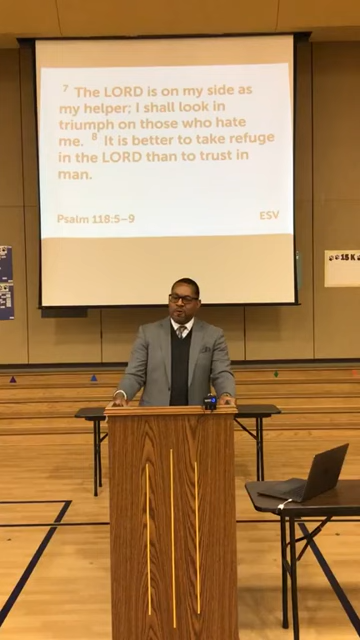 7 The LORD is on my side as
my helper; I shall look in
triumph on those who hate
me. 8 It is better to take refuge
in the LORD than to trust in
man.
Psalm 118:5–9 ESV
15K